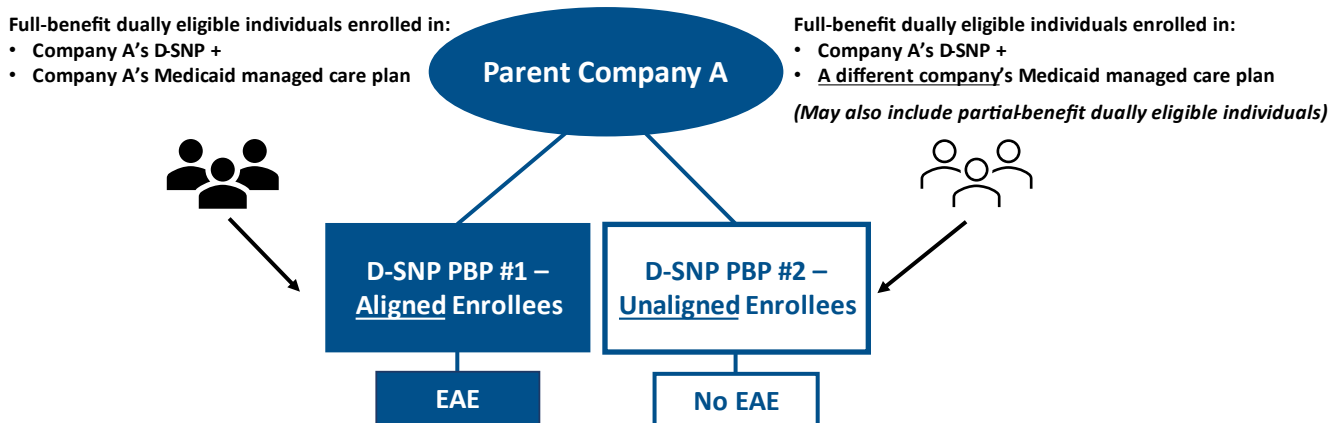 Full-benefit dually eligible individuals enrolled in:
• Company A's D-SNP +
• Company A's Medicaid managed care plan
Parent Company A
Full-benefit dually eligible individuals enrolled in:
• Company A's D-SNP +
• A different company's Medicaid managed care plan
(May also include partial-benefit dually eligible individuals)
D-SNP PBP #1 –
Aligned Enrollees
D-SNP PBP #2 –
Unaligned Enrollees
EAE
No EAE